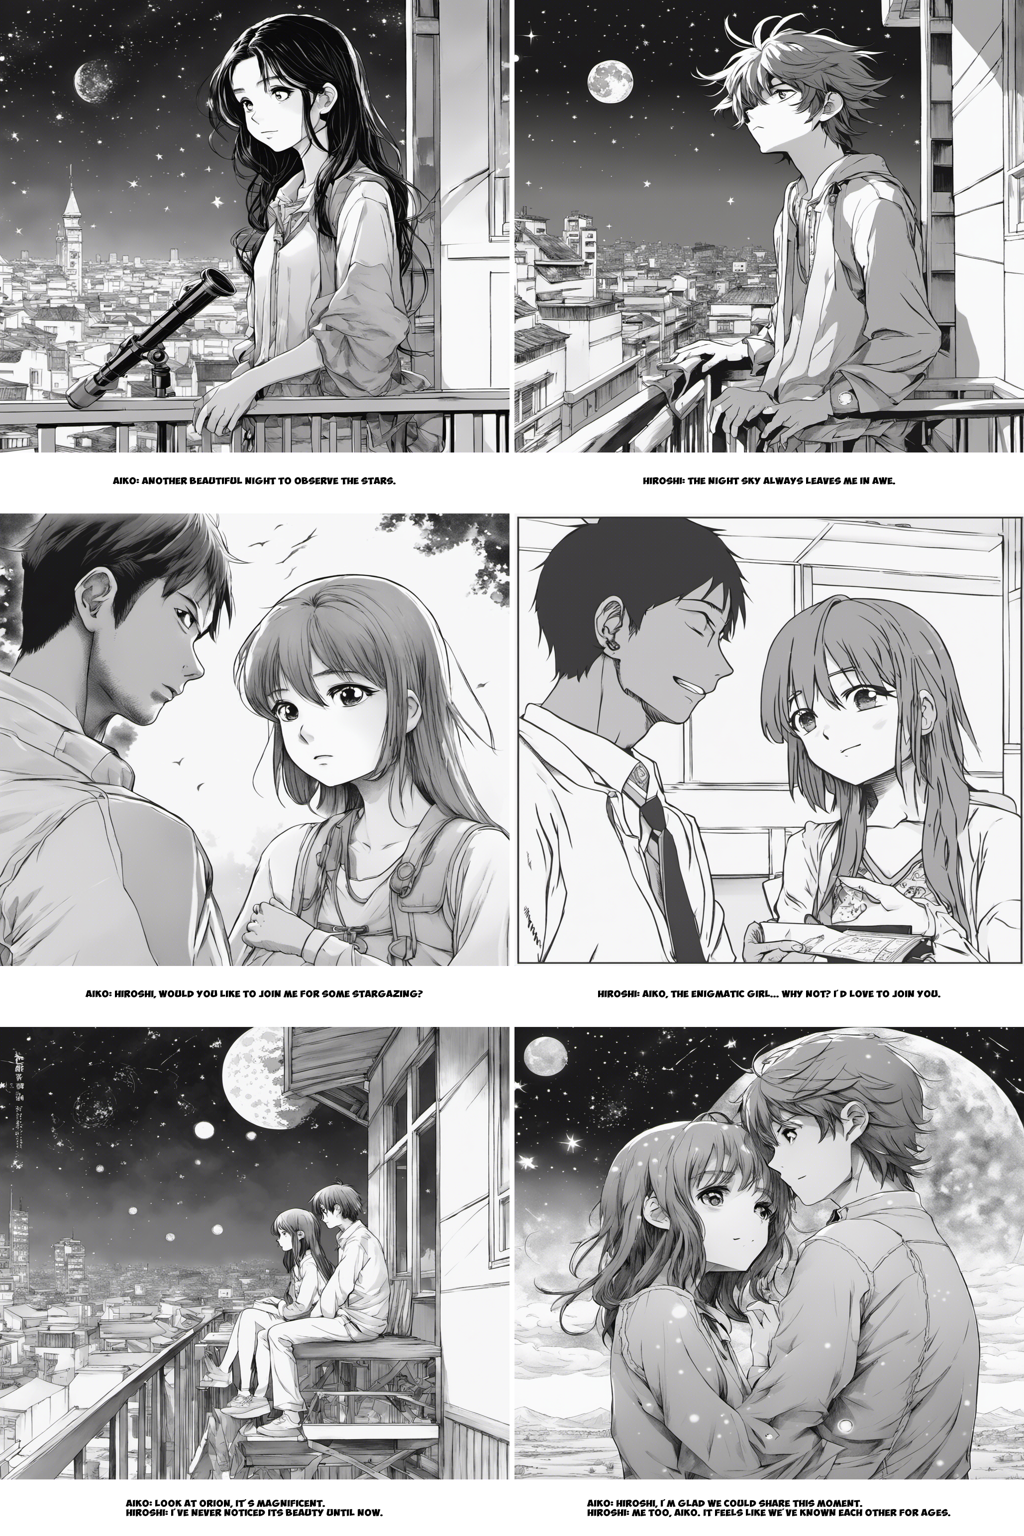 AIKO: ANOTHER BEAUTIFUL NIGHT TO OBSERVE THE STARS.
HIROSHI: THE NIGHT SKY ALWAYS LEAVES ME IN AWE.
AIKO: HIROSHI, WOULD YOU LIKE TO JOIN ME FOR SOME STARGAZING?
HIROSHI: AIKO, THE ENIGMATIC GIRL... WHY NOT? I'D LOVE TO JOIN YOU.
AIKO: LOOK AT ORION, IT'S MAGNIFICENT.
HIROSHI: I'VE NEVER NOTICED ITS BEAUTY UNTIL NOW.
AIKO: HIROSHI, I'M GLAD WE COULD SHARE THIS MOMENT.
HIROSHI: ME TOO, AIKO. IT FEELS LIKE WE'VE KNOWN EACH OTHER FOR AGES.